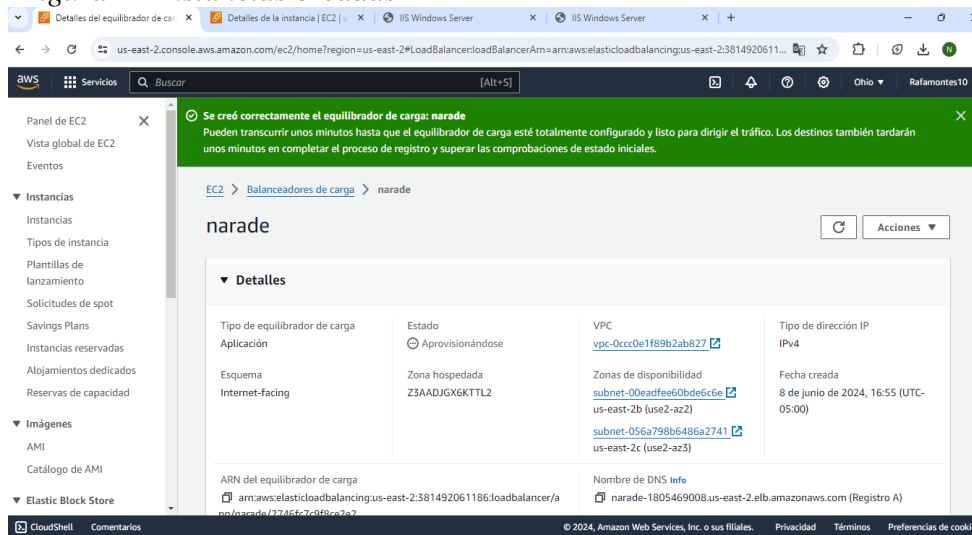 Detalles del equilibrador de car
Detalles de la instancia | EC2 | u
IIS Windows Server
IIS Windows Server
us-east-2.console.aws.amazon.com/ec2/home?region=us-east-2#LoadBalancer:loadBalancerArn=arn:aws:elasticloadbalancing:us-east-2:3814920611...
N
aws
Servicios
Buscar
[Alt+S]
Ohio
Rafamontes10
Panel de EC2
Vista global de EC2
Eventos
Instancias
Instancias
Tipos de instancia
Plantillas de
lanzamiento
Solicitudes de spot
Savings Plans
Instancias reservadas
Alojamientos dedicados
Reservas de capacidad
Imágenes
AMI
Catálogo de AMI
Elastic Block Store
Se creó correctamente el equilibrador de carga: narade
Pueden transcurrir unos minutos hasta que el equilibrador de carga esté totalmente configurado y listo para dirigir el tráfico. Los destinos también tardarán
unos minutos en completar el proceso de registro y superar las comprobaciones de estado iniciales.
EC2 > Balanceadores de carga > narade
narade
Acciones
Detalles
Tipo de equilibrador de carga
Aplicación
Estado
Aprovisionándose
VPC
vpc-0ccc0e1f89b2ab827
Tipo de dirección IP
IPv4
Esquema
Internet-facing
Zona hospedada
Z3AADJGX6KTTL2
Zonas de disponibilidad
subnet-00eadfee60bde6c6e
us-east-2b (use2-az2)
subnet-056a798b6486a2741
us-east-2c (use2-az3)
Fecha creada
8 de junio de 2024, 16:55 (UTC-
05:00)
ARN del equilibrador de carga
arn:aws:elasticloadbalancing:us-east-2:381492061186:loadbalancer/a
pp/narade/2746fc7c9f8ce2e2
Nombre de DNS Info
narade-1805469008.us-east-2.elb.amazonaws.com (Registro A)
CloudShell
Comentarios
© 2024, Amazon Web Services, Inc. o sus filiales.
Privacidad
Términos
Preferencias de cooki